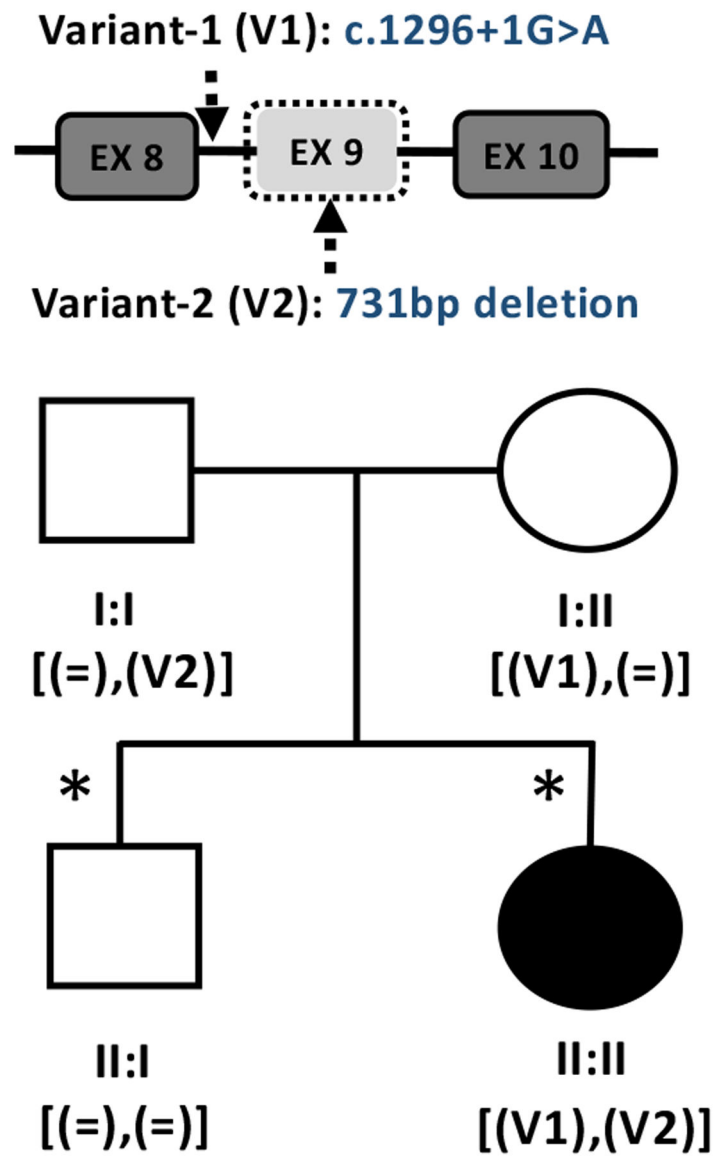 Variant-1 (V1): c.1296+1G>A
EX 8
EX 9
EX 10
Variant-2 (V2): 731bp deletion
I:I
I:II
[(=),(V2)]
[(V1),(=)]
*
*
II:I
II:II
[(=),(=)]
[(V1),(V2)]